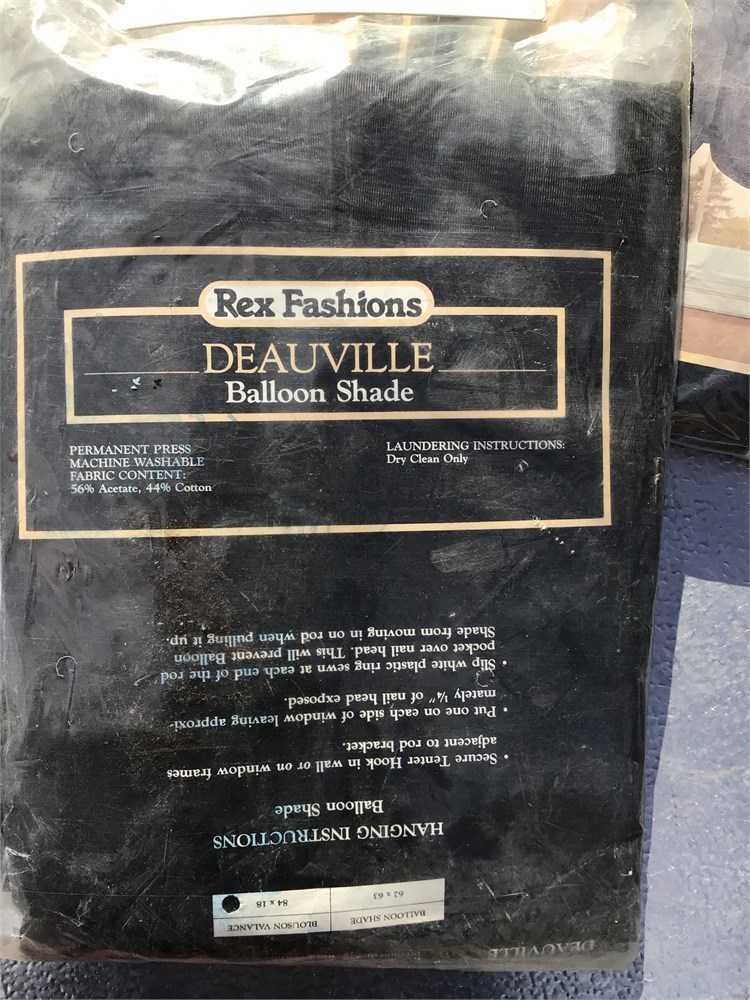 Rex Fashions
DEAUVILLE
Balloon Shade
PERMANENT PRESS
MACHINE WASHABLE
FABRIC CONTENT:
56% Acetate, 44% Cotton
LAUNDERING INSTRUCTIONS:
Dry Clean Only
DEAUVILLE
BALLOON SHADE
62 x 63
BLOUSON VALANCE
84 x 18
HANGING INSTRUCTIONS
Balloon Shade
• Secure Tenter Hook in wall or on window frames
adjacent to rod bracket.
• Put one on each side of window leaving approxi-
mately ¼" of nail head exposed.
• Slip white plastic ring sewn at each end of the rod
pocket over nail head. This will prevent Balloon
Shade from moving in on rod when pulling it up.